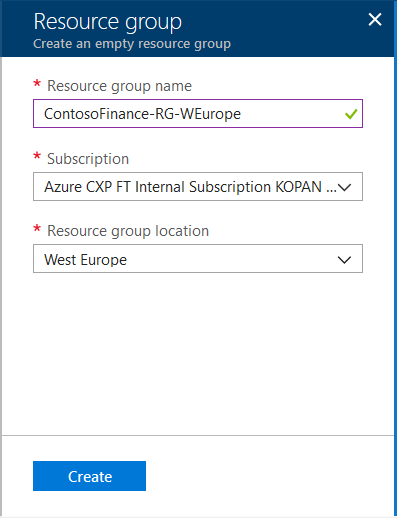 Resource group
Create an empty resource group
* Resource group name
ContosoFinance-RG-WEurope
* Subscription
Azure CXP FT Internal Subscription KOPAN ...
* Resource group location
West Europe
Create